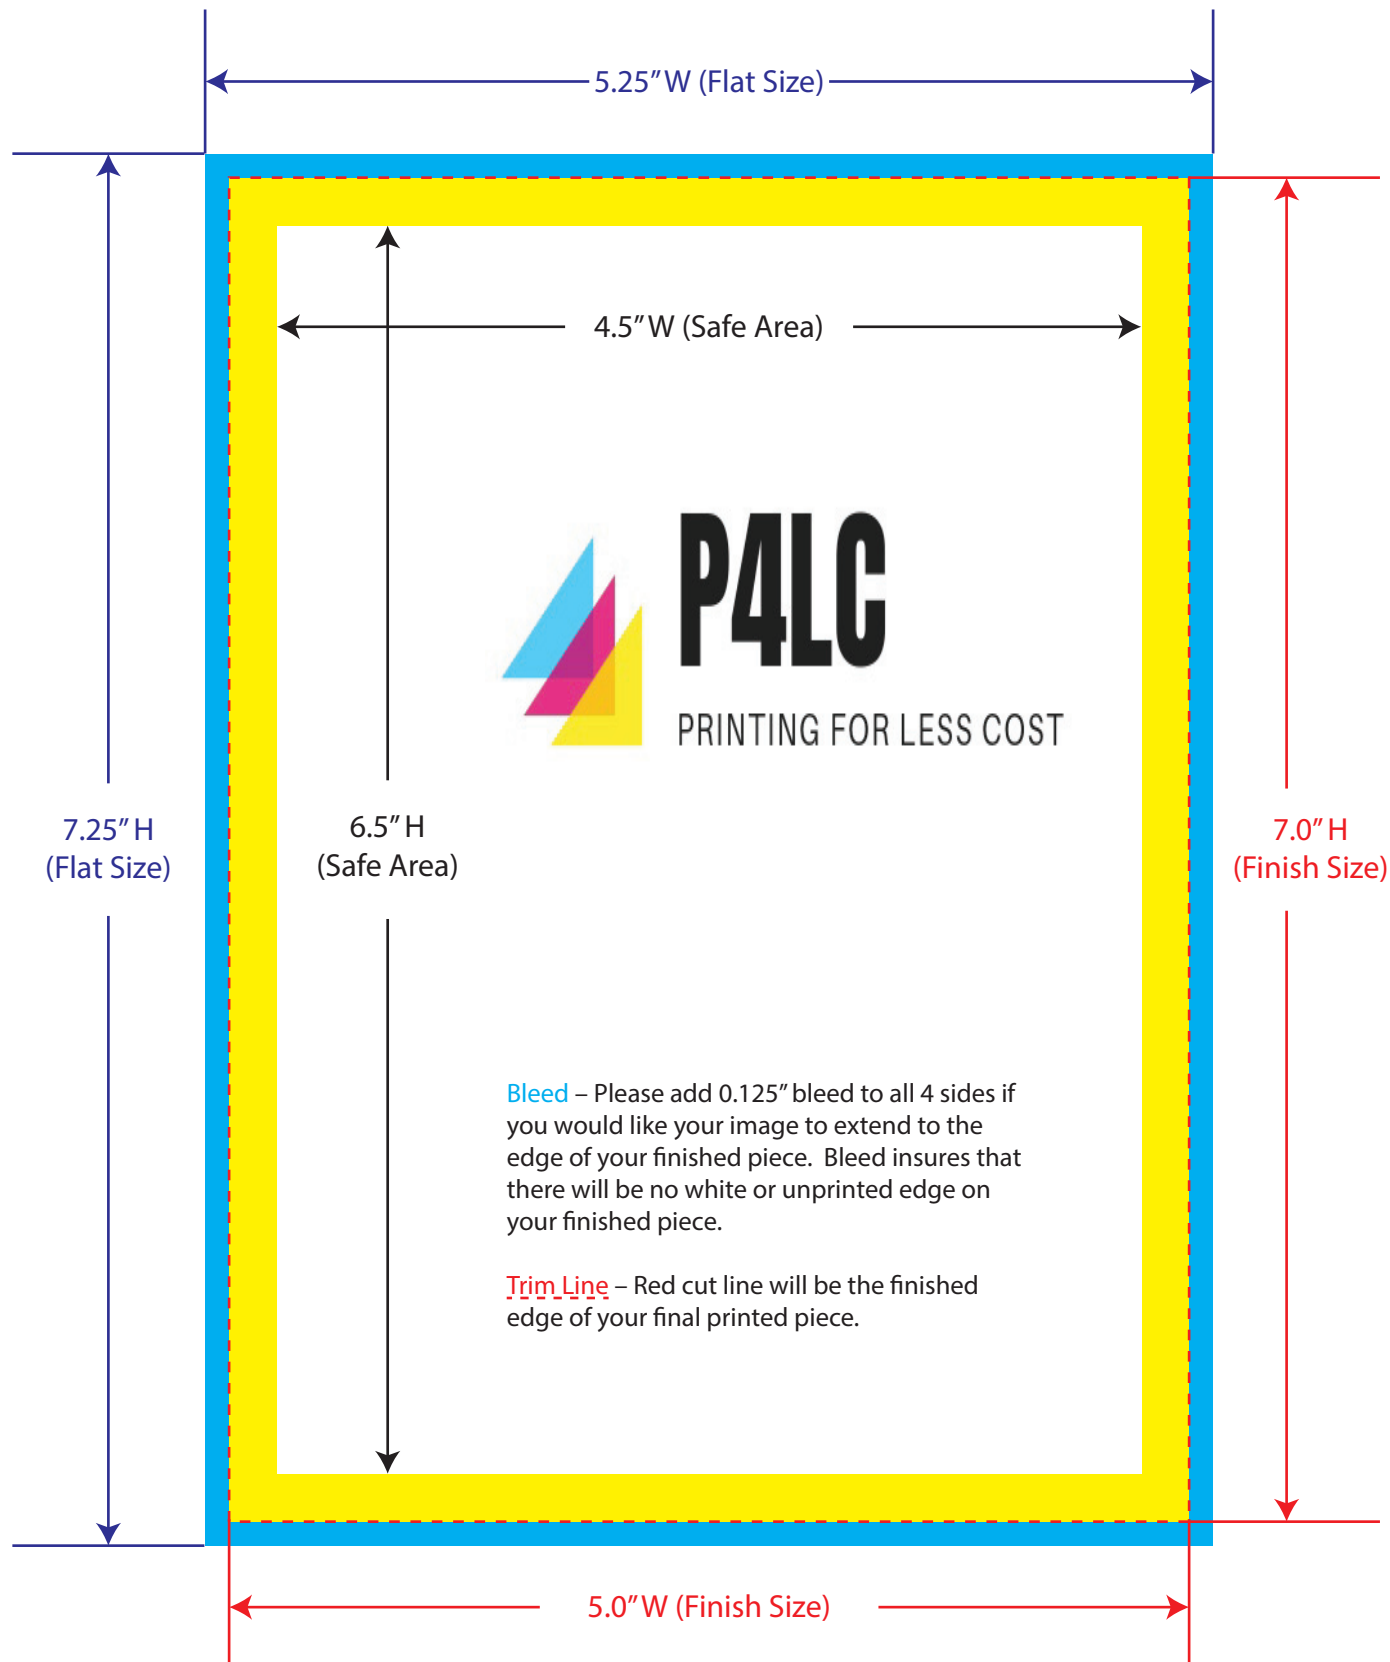 5.25″ W (Flat Size)
4.5″ W (Safe Area)
P4LC
PRINTING FOR LESS COST
7.25″ H
(Flat Size)
6.5″ H
(Safe Area)
7.0″ H
(Finish Size)
Bleed – Please add 0.125″ bleed to all 4 sides if
you would like your image to extend to the
edge of your finished piece.  Bleed insures that
there will be no white or unprinted edge on
your finished piece.
Trim Line – Red cut line will be the finished
edge of your final printed piece.
5.0″ W (Finish Size)